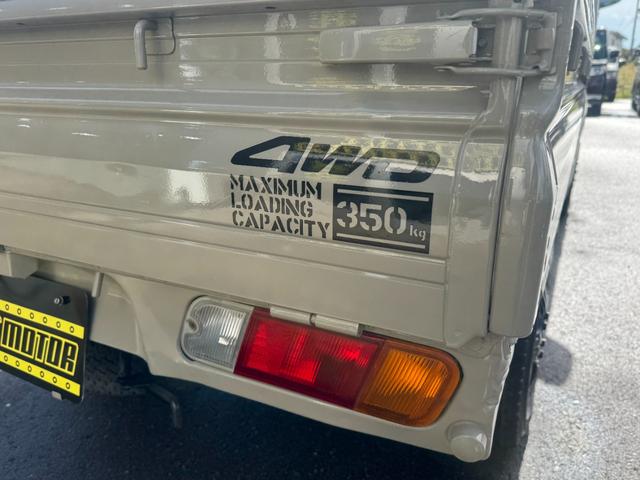 4WD
MAXIMUM
LOADING
CAPACITY
350kg
MOTOR